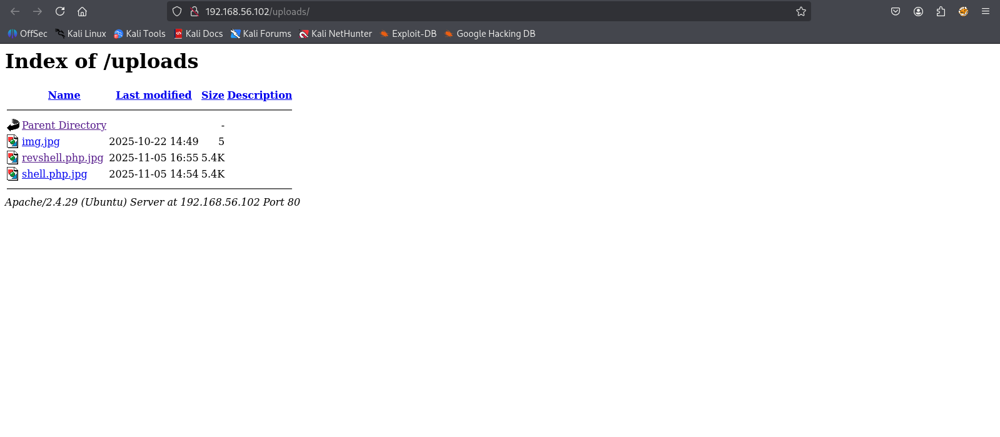 192.168.56.102/uploads/
OffSec Kali Linux Kali Tools Kali Docs Kali Forums Kali NetHunter Exploit-DB Google Hacking DB
Index of /uploads
Name Last modified Size Description
Parent Directory -
img.jpg 2025-10-22 14:49 5
revshell.php.jpg 2025-11-05 16:55 5.4K
shell.php.jpg 2025-11-05 14:54 5.4K
Apache/2.4.29 (Ubuntu) Server at 192.168.56.102 Port 80